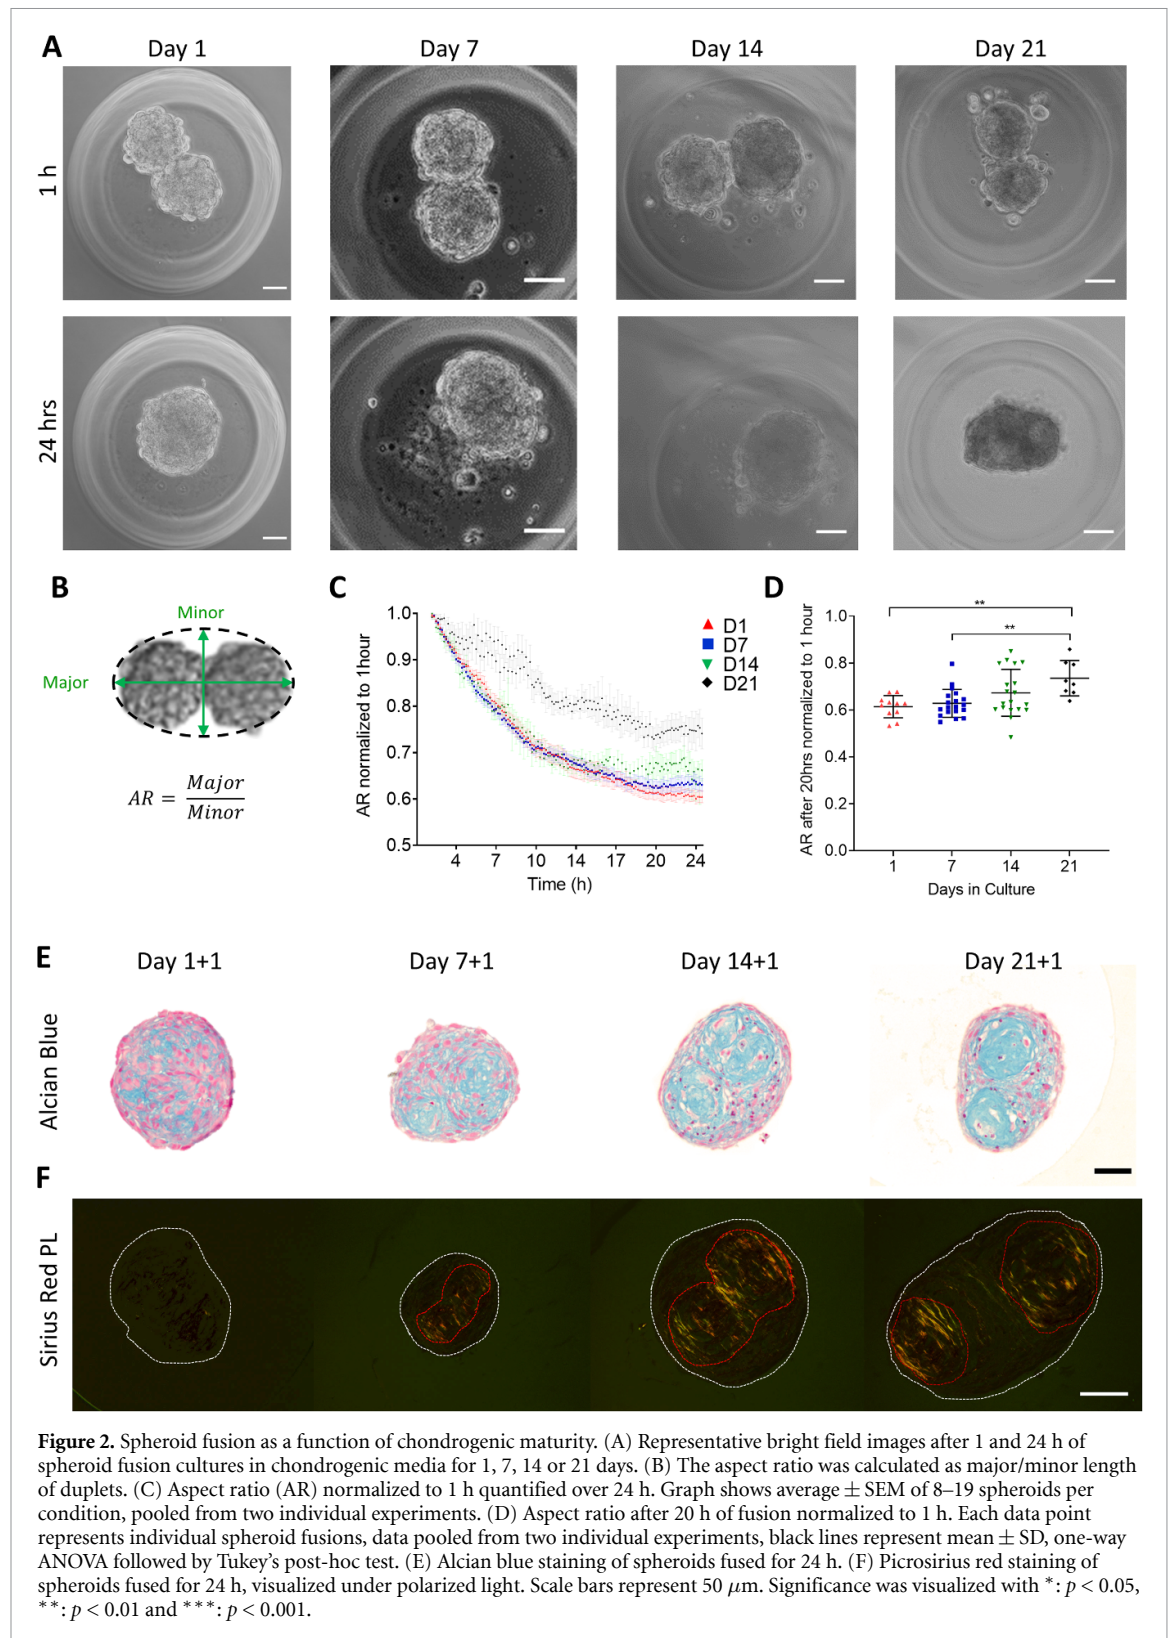 A
Day 1
Day 7
Day 14
Day 21
1 h
24 hrs
B
Minor
Major
AR = Major / Minor
C
AR normalized to 1hour
1.0
0.9
0.8
0.7
0.6
0.5
4 7 10 14 17 20 24
Time (h)
D1
D7
D14
D21
D
AR after 20hrs normalized to 1 hour
1.0
0.8
0.6
0.4
0.2
0.0
**
**
1 7 14 21
Days in Culture
E
Day 1+1
Day 7+1
Day 14+1
Day 21+1
Alcian Blue
F
Sirius Red PL
Figure 2. Spheroid fusion as a function of chondrogenic maturity. (A) Representative bright field images after 1 and 24 h of
spheroid fusion cultures in chondrogenic media for 1, 7, 14 or 21 days. (B) The aspect ratio was calculated as major/minor length
of duplets. (C) Aspect ratio (AR) normalized to 1 h quantified over 24 h. Graph shows average ± SEM of 8–19 spheroids per
condition, pooled from two individual experiments. (D) Aspect ratio after 20 h of fusion normalized to 1 h. Each data point
represents individual spheroid fusions, data pooled from two individual experiments, black lines represent mean ± SD, one-way
ANOVA followed by Tukey's post-hoc test. (E) Alcian blue staining of spheroids fused for 24 h. (F) Picrosirius red staining of
spheroids fused for 24 h, visualized under polarized light. Scale bars represent 50 μm. Significance was visualized with *: p < 0.05,
**: p < 0.01 and ***: p < 0.001.